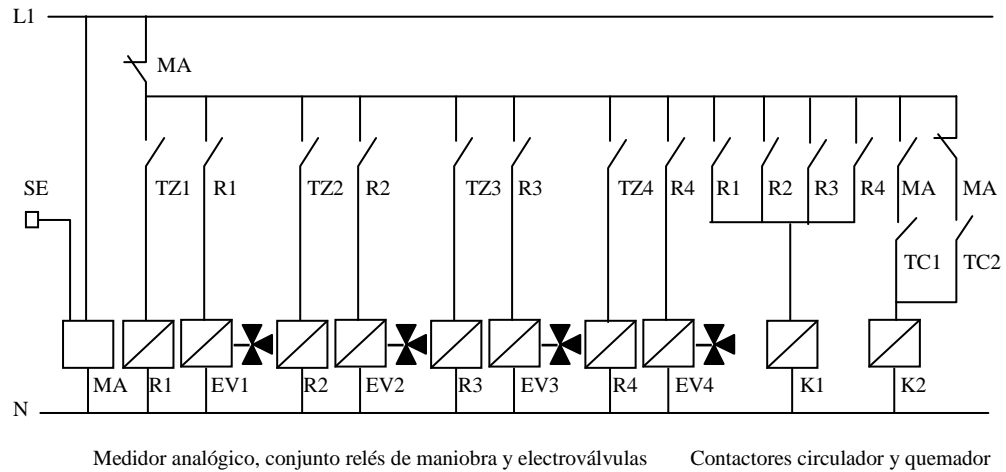 L1
MA
SE
TZ1 R1 TZ2 R2 TZ3 R3 TZ4 R4 R1 R2 R3 R4 MA MA
TC1 TC2
MA R1 EV1 R2 EV2 R3 EV3 R4 EV4 K1 K2
N
Medidor analógico, conjunto relés de maniobra y electroválvulas Contactores circulador y quemador